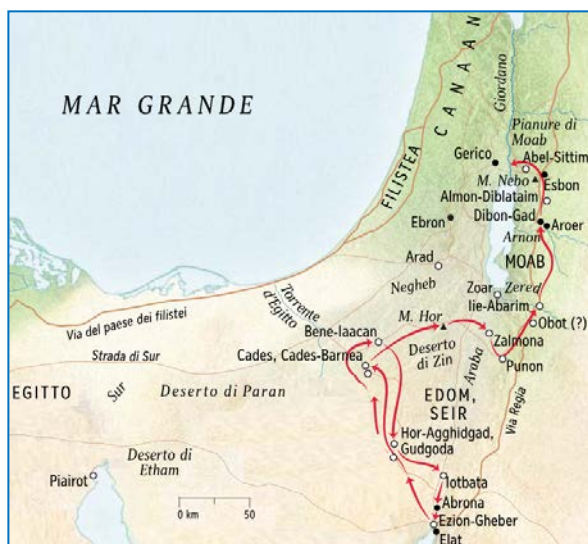 MAR GRANDE
CANAAN
Giordano
FILISTEA
Pianure di
Moab
Gerico
Abel-Sittim
M. Nebo
Esbon
Almon-Diblataim
Dibon-Gad
Ebron
Aroer
Arnon
Arad
MOAB
Negheb
Zoar
Zered
Iie-Abarim
Torrente
d'Egitto
Via del paese dei filistei
Bene-Iaacan
M. Hor
Obot (?)
Strada di Sur
Cades, Cades-Barnea
Deserto
di Zin
Zalmona
Araba
Punon
EGITTO
Sur
Deserto di Paran
EDOM,
SEIR
Via Regia
Hor-Agghidgad,
Gudgoda
Deserto di
Etham
Piairot
Iotbata
Abrona
0 km
50
Ezion-Gheber
Elat